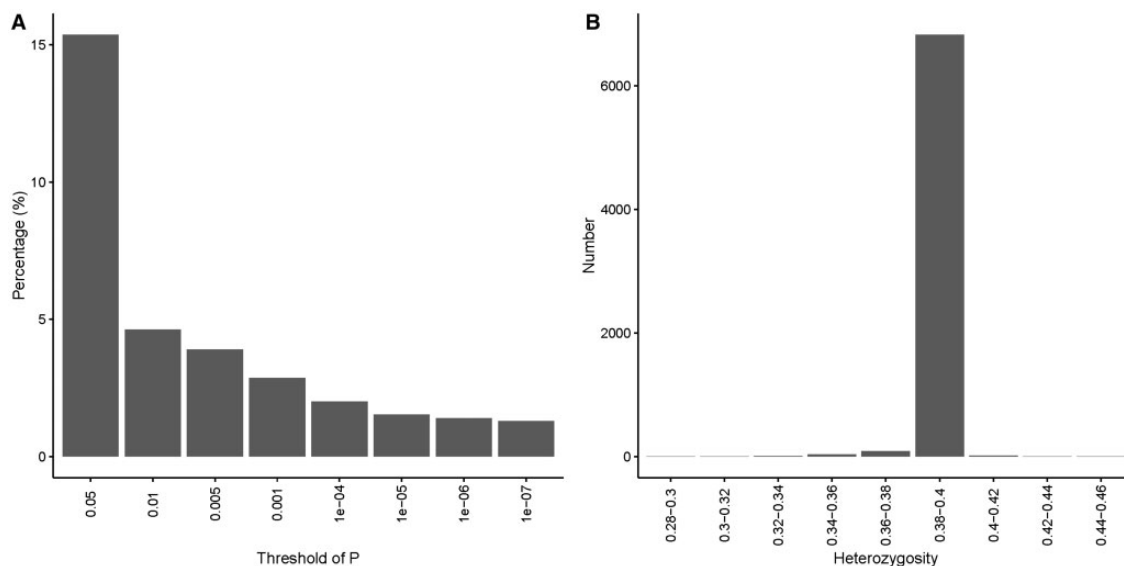 A
Percentage (%)
15
10
5
0
0.05
0.01
0.005
0.001
1e−04
1e−05
1e−06
1e−07
Threshold of P
B
Number
6000
4000
2000
0
0.28−0.3
0.3−0.32
0.32−0.34
0.34−0.36
0.36−0.38
0.38−0.4
0.4−0.42
0.42−0.44
0.44−0.46
Heterozygosity